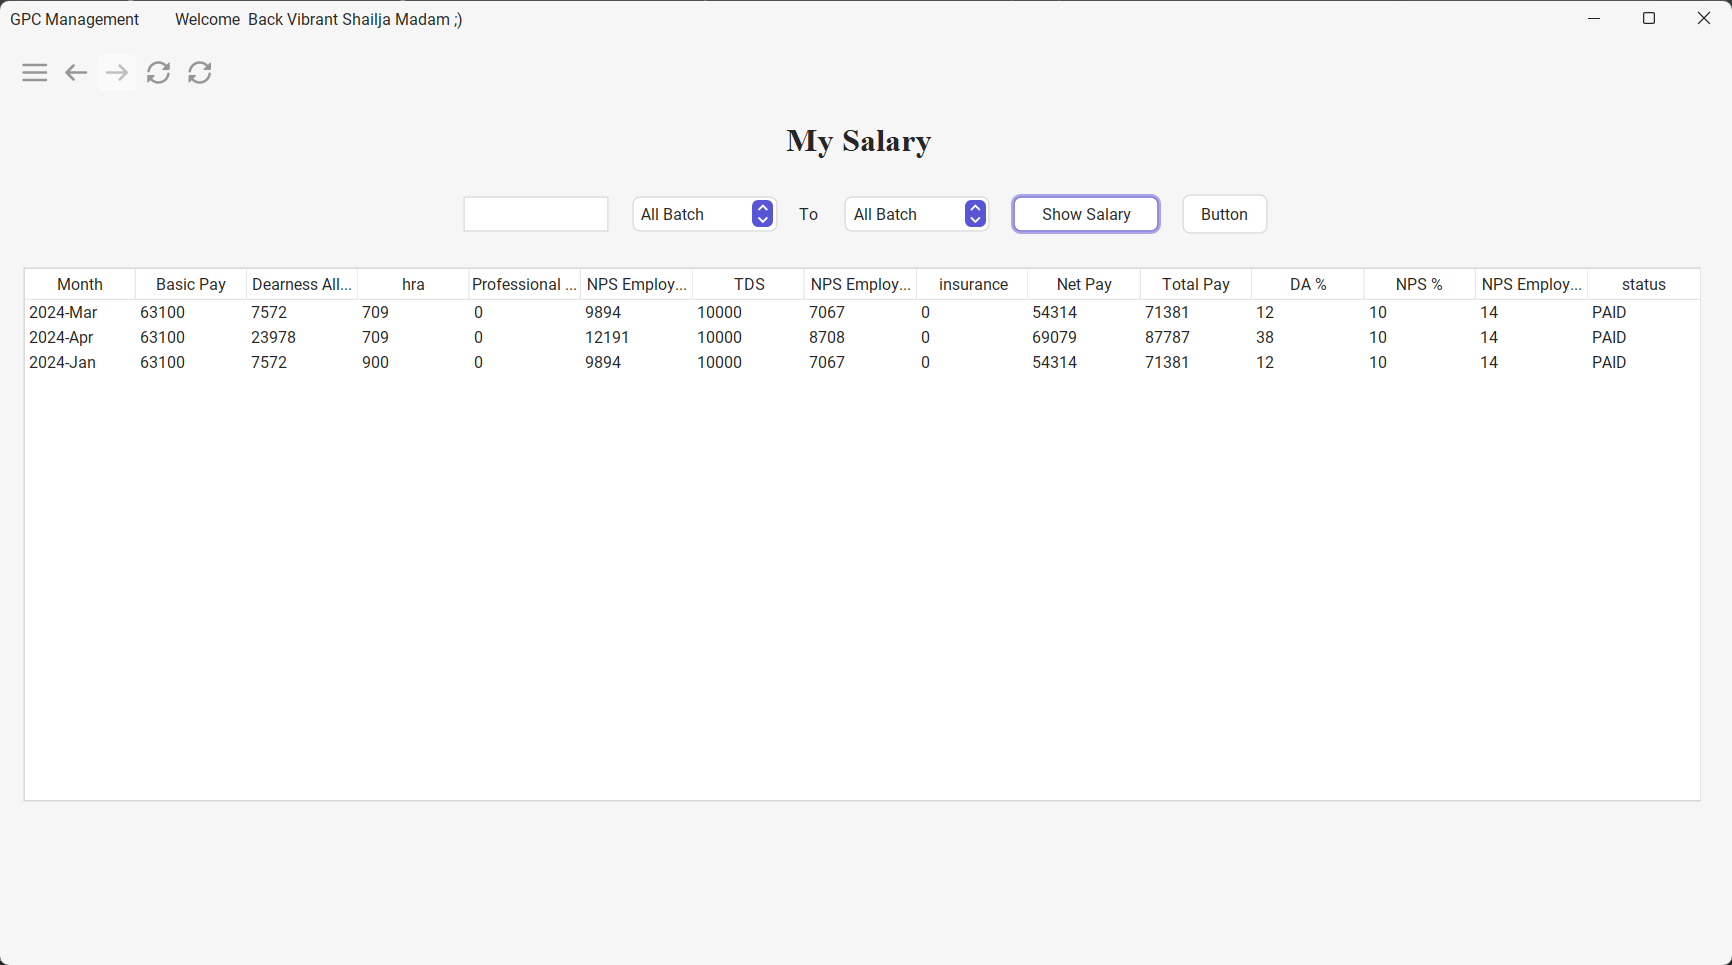 GPC Management Welcome  Back Vibrant Shailja Madam ;)
My Salary
All Batch To All Batch Show Salary Button
Month Basic Pay Dearness All... hra Professional ... NPS Employ... TDS NPS Employ... insurance Net Pay Total Pay DA % NPS % NPS Employ... status
2024-Mar 63100 7572 709 0 9894 10000 7067 0 54314 71381 12 10 14 PAID
2024-Apr 63100 23978 709 0 12191 10000 8708 0 69079 87787 38 10 14 PAID
2024-Jan 63100 7572 900 0 9894 10000 7067 0 54314 71381 12 10 14 PAID